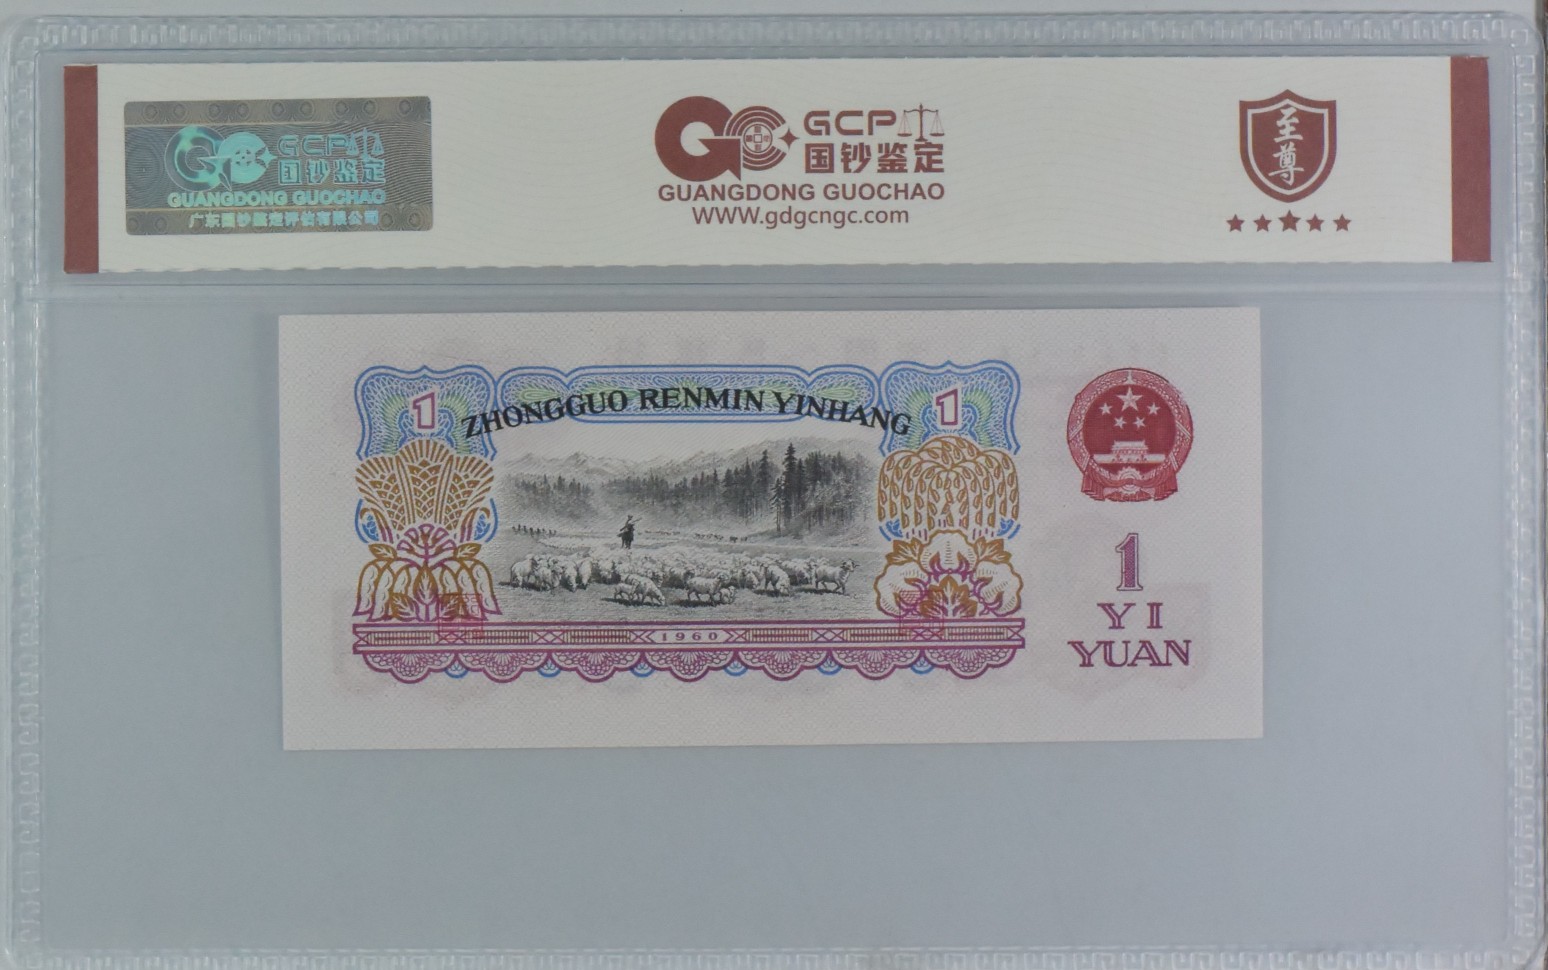 GCP
国钞鉴定
GUANGDONG GUOCHAO
广东国钞鉴定评估有限公司
GCP
国钞鉴定
GUANGDONG GUOCHAO
WWW.gdgcngc.com
至
尊
1
ZHONGGUO RENMIN YINHANG
1
1960
1
YI
YUAN